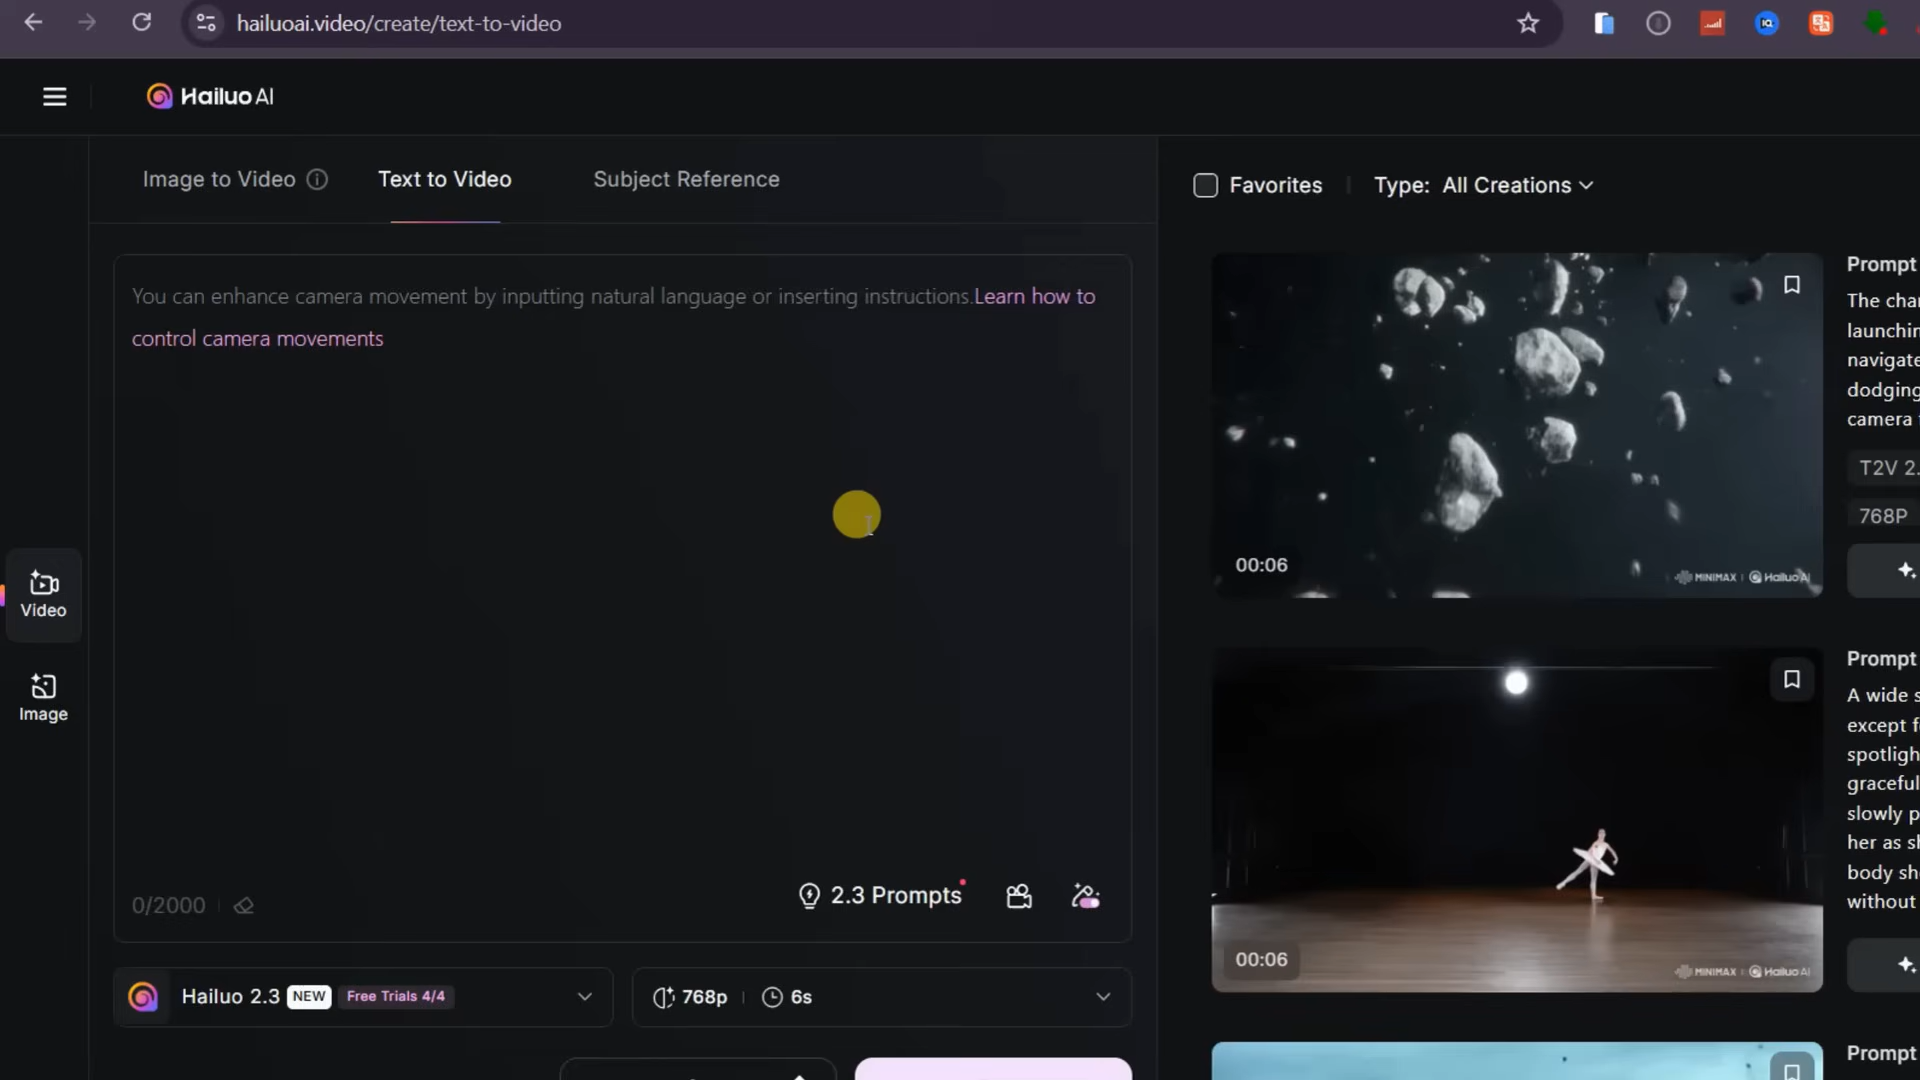 hailuoai.video/create/text-to-video
Hailuo AI
Image to Video
Text to Video
Subject Reference
You can enhance camera movement by inputting natural language or inserting instructions.Learn how to
control camera movements
0/2000
2.3 Prompts
Hailuo 2.3 NEW Free Trials 4/4
768p
6s
Video
Image
Favorites
Type: All Creations
00:06
MINIMAX | Hailuo AI
Prompt
The
launchin
navigate
dodging
camera
T2V 2.
768P
00:06
MINIMAX | Hailuo AI
Prompt
A wide s
except f
spotligh
graceful
slowly p
her as sh
body sh
without
Prompt